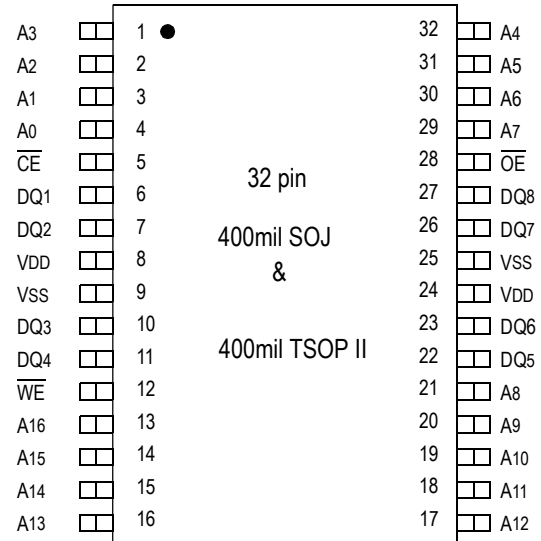 A3 1 32 A4
A2 2 31 A5
A1 3 30 A6
A0 4 29 A7
C̅E̅ 5 28 O̅E̅
DQ1 6 27 DQ8
32 pin
DQ2 7 26 DQ7
400mil SOJ
VDD 8 25 VSS
&
VSS 9 24 VDD
DQ3 10 23 DQ6
400mil TSOP II
DQ4 11 22 DQ5
W̅E̅ 12 21 A8
A16 13 20 A9
A15 14 19 A10
A14 15 18 A11
A13 16 17 A12